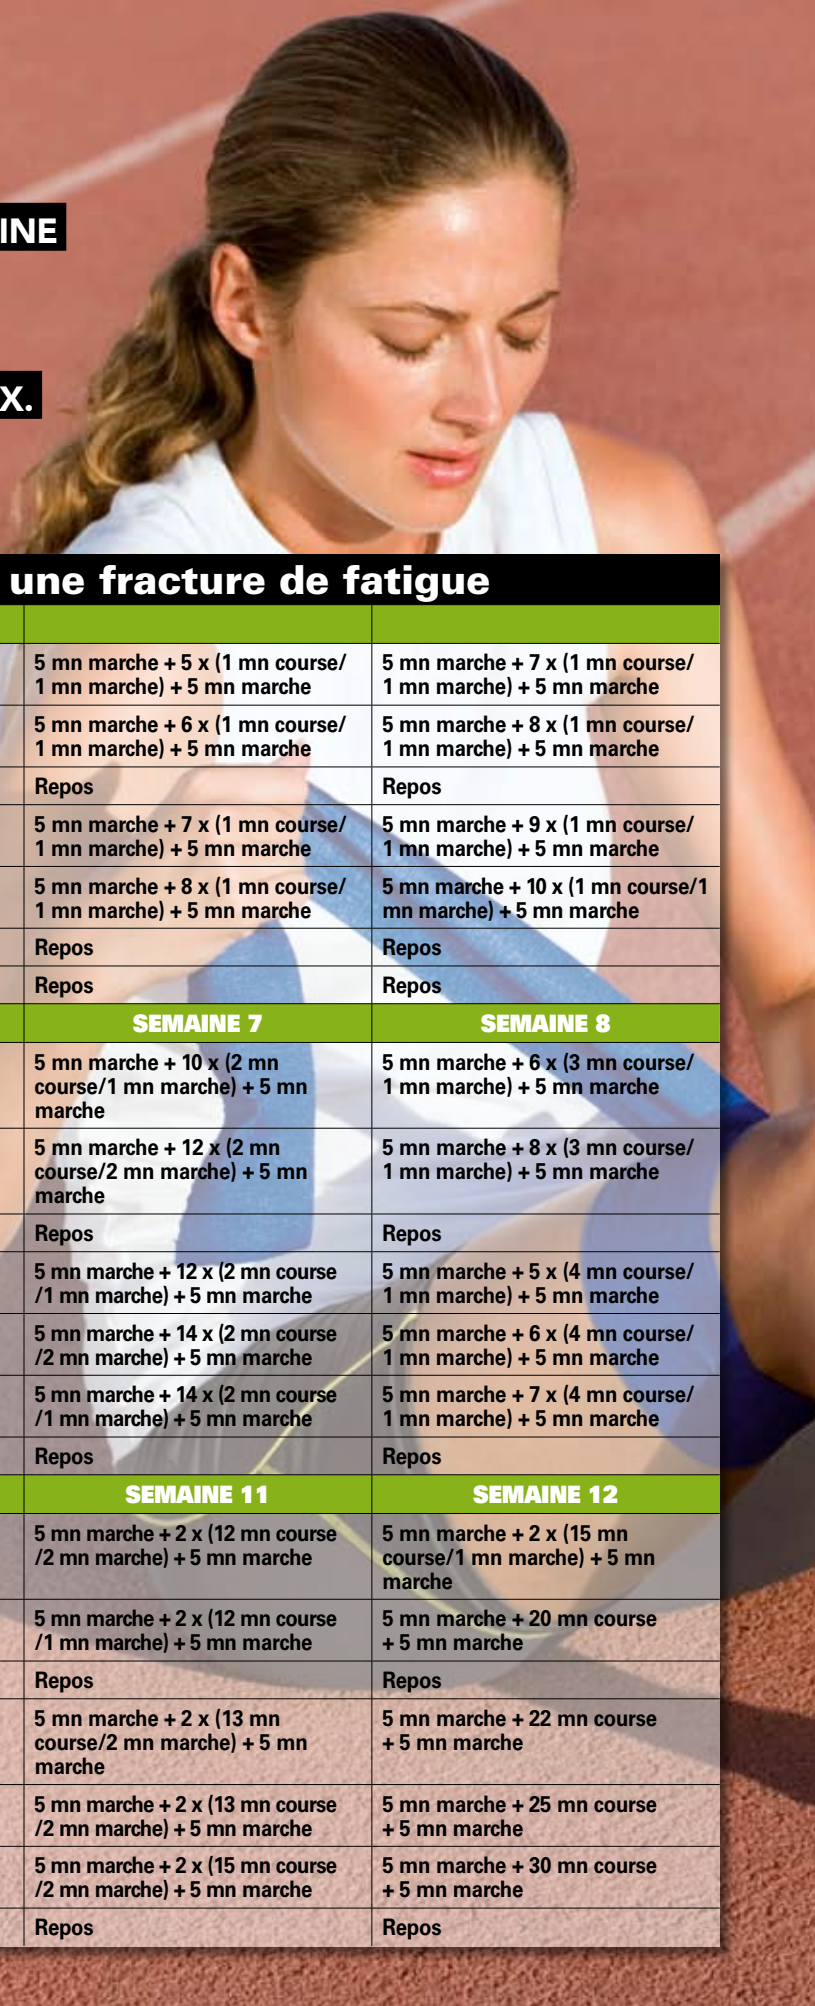 INE
X.
une fracture de fatigue
5 mn marche + 5 x (1 mn course/
1 mn marche) + 5 mn marche
5 mn marche + 7 x (1 mn course/
1 mn marche) + 5 mn marche
5 mn marche + 6 x (1 mn course/
1 mn marche) + 5 mn marche
5 mn marche + 8 x (1 mn course/
1 mn marche) + 5 mn marche
Repos
Repos
5 mn marche + 7 x (1 mn course/
1 mn marche) + 5 mn marche
5 mn marche + 9 x (1 mn course/
1 mn marche) + 5 mn marche
5 mn marche + 8 x (1 mn course/
1 mn marche) + 5 mn marche
5 mn marche + 10 x (1 mn course/1
mn marche) + 5 mn marche
Repos
Repos
Repos
Repos
SEMAINE 7
SEMAINE 8
5 mn marche + 10 x (2 mn
course/1 mn marche) + 5 mn
marche
5 mn marche + 6 x (3 mn course/
1 mn marche) + 5 mn marche
5 mn marche + 12 x (2 mn
course/2 mn marche) + 5 mn
marche
5 mn marche + 8 x (3 mn course/
1 mn marche) + 5 mn marche
Repos
Repos
5 mn marche + 12 x (2 mn course
/1 mn marche) + 5 mn marche
5 mn marche + 5 x (4 mn course/
1 mn marche) + 5 mn marche
5 mn marche + 14 x (2 mn course
/2 mn marche) + 5 mn marche
5 mn marche + 6 x (4 mn course/
1 mn marche) + 5 mn marche
5 mn marche + 14 x (2 mn course
/1 mn marche) + 5 mn marche
5 mn marche + 7 x (4 mn course/
1 mn marche) + 5 mn marche
Repos
Repos
SEMAINE 11
SEMAINE 12
5 mn marche + 2 x (12 mn course
/2 mn marche) + 5 mn marche
5 mn marche + 2 x (15 mn
course/1 mn marche) + 5 mn
marche
5 mn marche + 2 x (12 mn course
/1 mn marche) + 5 mn marche
5 mn marche + 20 mn course
+ 5 mn marche
Repos
Repos
5 mn marche + 2 x (13 mn
course/2 mn marche) + 5 mn
marche
5 mn marche + 22 mn course
+ 5 mn marche
5 mn marche + 2 x (13 mn course
/2 mn marche) + 5 mn marche
5 mn marche + 25 mn course
+ 5 mn marche
5 mn marche + 2 x (15 mn course
/2 mn marche) + 5 mn marche
5 mn marche + 30 mn course
+ 5 mn marche
Repos
Repos